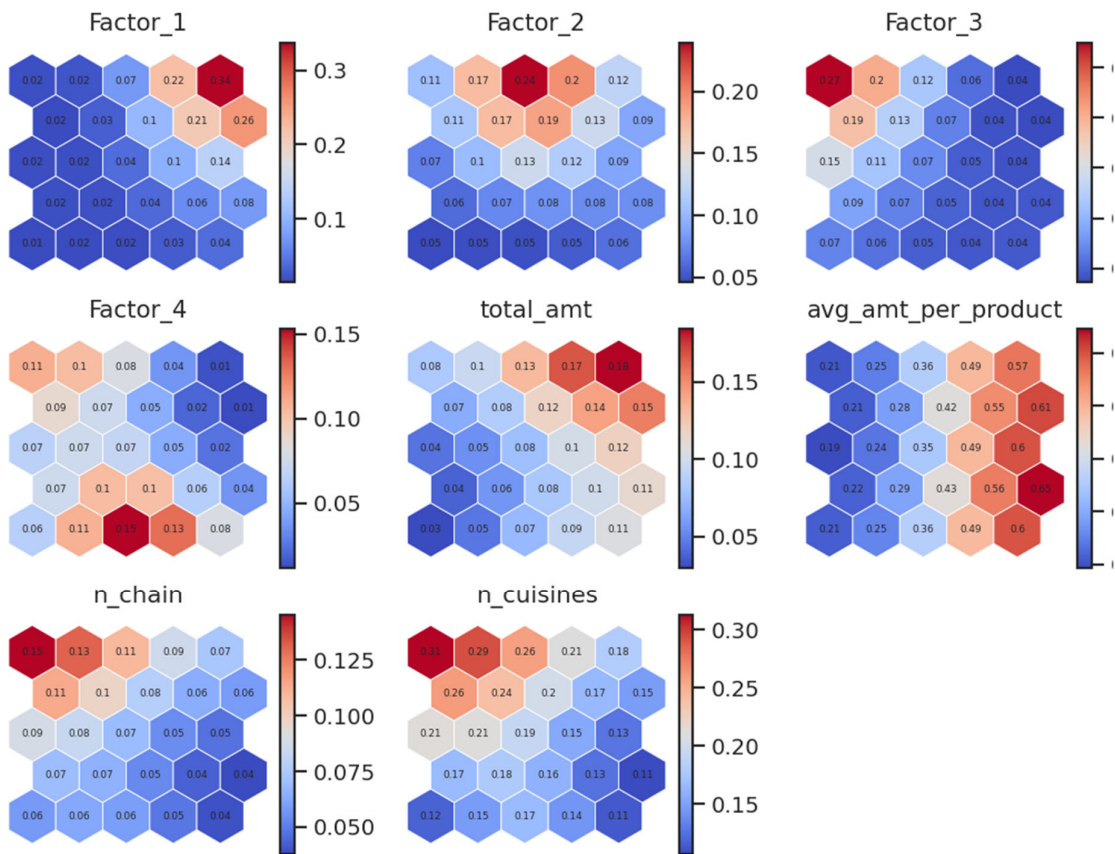 Factor_1 Factor_2 Factor_3
0.02 0.02 0.07 0.22 0.34
0.02 0.03 0.1 0.21 0.26
0.02 0.02 0.04 0.1 0.14
0.02 0.02 0.04 0.06 0.08
0.01 0.02 0.02 0.03 0.04
0.3
0.2
0.1
0.11 0.17 0.24 0.2 0.12
0.11 0.17 0.19 0.13 0.09
0.07 0.1 0.13 0.12 0.09
0.06 0.07 0.08 0.08 0.08
0.05 0.05 0.05 0.05 0.06
0.20
0.15
0.10
0.05
0.27 0.2 0.12 0.06 0.04
0.19 0.13 0.07 0.04 0.04
0.15 0.11 0.07 0.05 0.04
0.09 0.07 0.05 0.04 0.04
0.07 0.06 0.05 0.04 0.04
Factor_4 total_amt avg_amt_per_product
0.11 0.1 0.08 0.04 0.01
0.09 0.07 0.05 0.02 0.01
0.07 0.07 0.07 0.05 0.02
0.07 0.1 0.1 0.06 0.04
0.06 0.11 0.15 0.13 0.08
0.15
0.10
0.05
0.08 0.1 0.13 0.17 0.18
0.07 0.08 0.12 0.14 0.15
0.04 0.05 0.08 0.1 0.12
0.04 0.06 0.08 0.1 0.11
0.03 0.05 0.07 0.09 0.11
0.15
0.10
0.05
0.21 0.25 0.36 0.49 0.57
0.21 0.28 0.42 0.55 0.61
0.19 0.24 0.35 0.49 0.6
0.22 0.29 0.43 0.56 0.65
0.21 0.25 0.36 0.49 0.6
n_chain n_cuisines
0.15 0.13 0.11 0.09 0.07
0.11 0.1 0.08 0.06 0.06
0.09 0.08 0.07 0.05 0.05
0.07 0.07 0.05 0.04 0.04
0.06 0.06 0.06 0.05 0.04
0.125
0.100
0.075
0.050
0.31 0.29 0.26 0.21 0.18
0.26 0.24 0.2 0.17 0.15
0.21 0.21 0.19 0.15 0.13
0.17 0.18 0.16 0.13 0.11
0.12 0.15 0.17 0.14 0.11
0.30
0.25
0.20
0.15